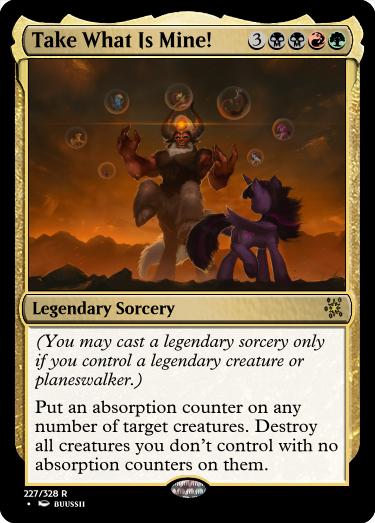 Take What Is Mine! 3
Legendary Sorcery
(You may cast a legendary sorcery only
if you control a legendary creature or
planeswalker.)
Put an absorption counter on any
number of target creatures. Destroy
all creatures you don't control with no
absorption counters on them.
227/328 R
• BUUSSII